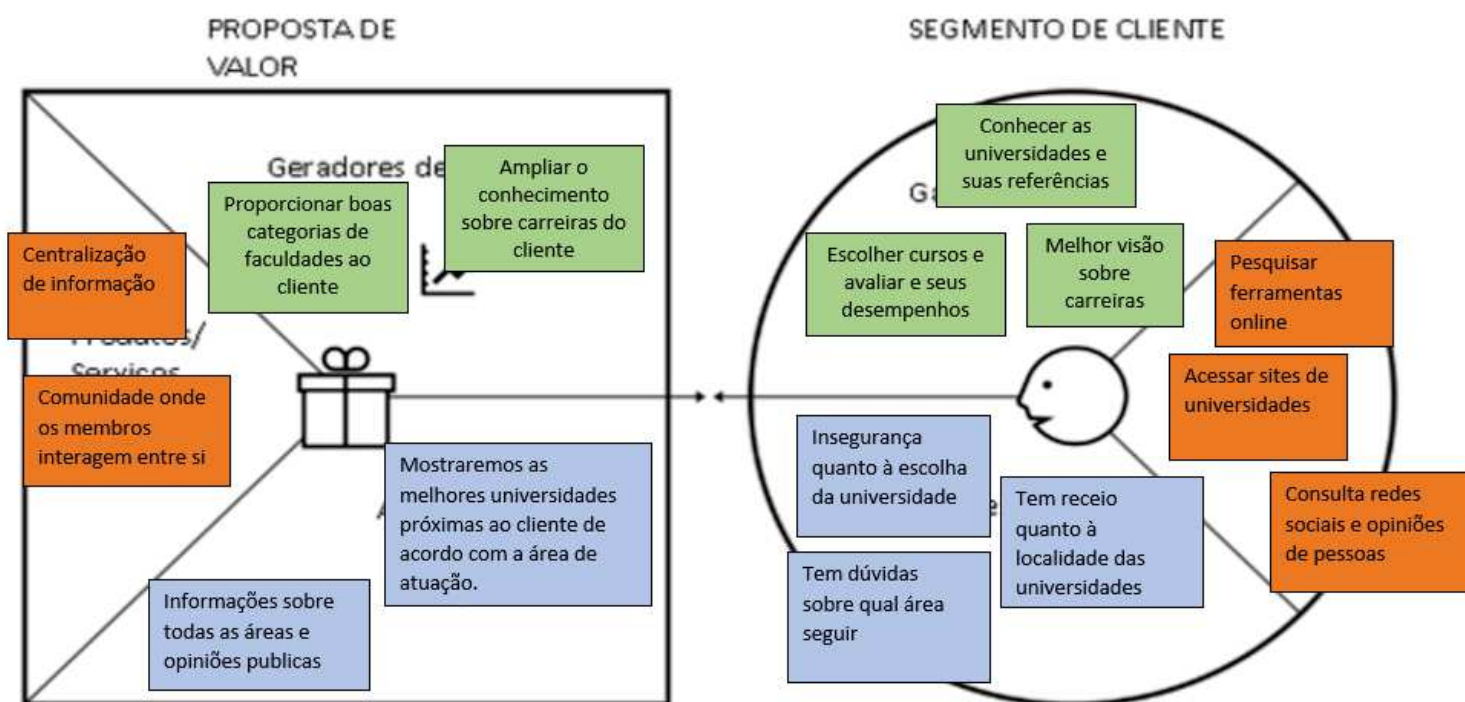 PROPOSTA DE
VALOR
Geradores de
Ampliar o
conhecimento
sobre carreiras do
cliente
Proporcionar boas
categorias de
faculdades ao
cliente
Centralização
de informação
Produtos/
Serviços
Comunidade onde
os membros
interagem entre si
Mostraremos as
melhores universidades
próximas ao cliente de
acordo com a área de
atuação.
Informações sobre
todas as áreas e
opiniões publicas
SEGMENTO DE CLIENTE
Conhecer as
universidades e
suas referências
Escolher cursos e
avaliar e seus
desempenhos
Melhor visão
sobre
carreiras
Pesquisar
ferramentas
online
Acessar sites de
universidades
Insegurança
quanto à escolha
da universidade
Tem receio
quanto à
localidade das
universidades
Consulta redes
sociais e opiniões
de pessoas
Tem dúvidas
sobre qual área
seguir